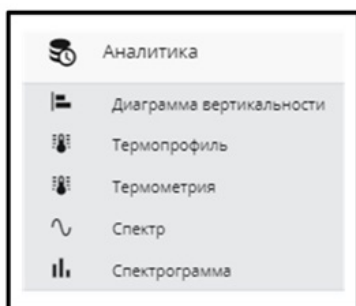 Аналитика
Диаграмма вертикальности
Термопрофиль
Термометрия
Спектр
Спектрограмма